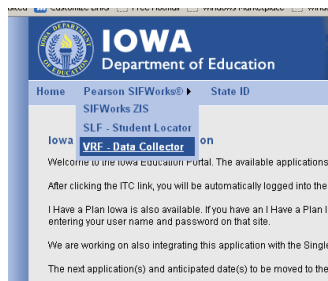 Customize Links Free Hotmail Windows Marketplace
IOWA
Department of Education
Home Pearson SIFWorks® State ID
SIFWorks ZIS
SLF - Student Locator
VRF - Data Collector
Iowa on
Welcome to the Iowa Education Portal. The available applications
After clicking the ITC link, you will be automatically logged into the
I Have a Plan Iowa is also available. If you have an I Have a Plan I
entering your user name and password on that site.
We are working on also integrating this application with the Single
The next application(s) and anticipated date(s) to be moved to the